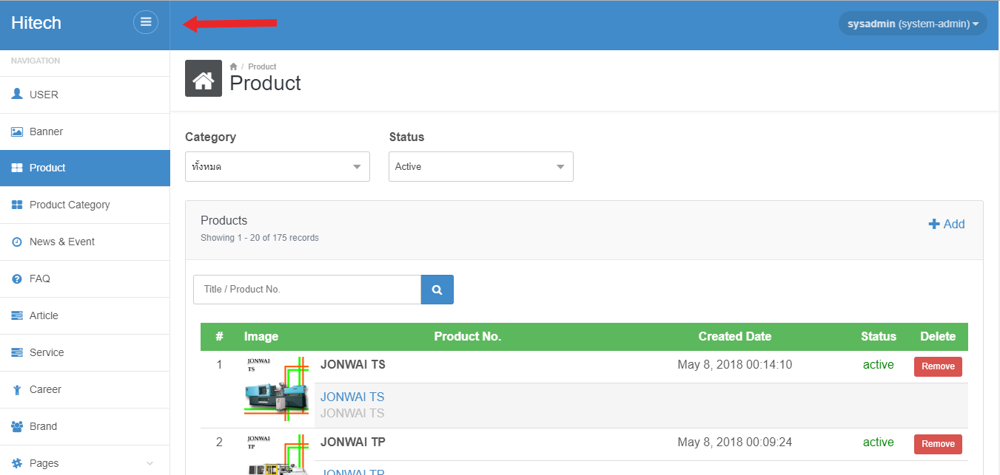 Hitech
sysadmin (system-admin)
NAVIGATION
USER
Banner
Product
Product Category
News & Event
FAQ
Article
Service
Career
Brand
Pages
/ Product
Product
Category
Status
ทั้งหมด
Active
Products
Showing 1 - 20 of 175 records
Add
Title / Product No.
# Image Product No. Created Date Status Delete
1 JONWAI TS JONWAI TS May 8, 2018 00:14:10 active Remove
JONWAI TS
JONWAI TS
2 JONWAI TP JONWAI TP May 8, 2018 00:09:24 active Remove
JONWAI TP